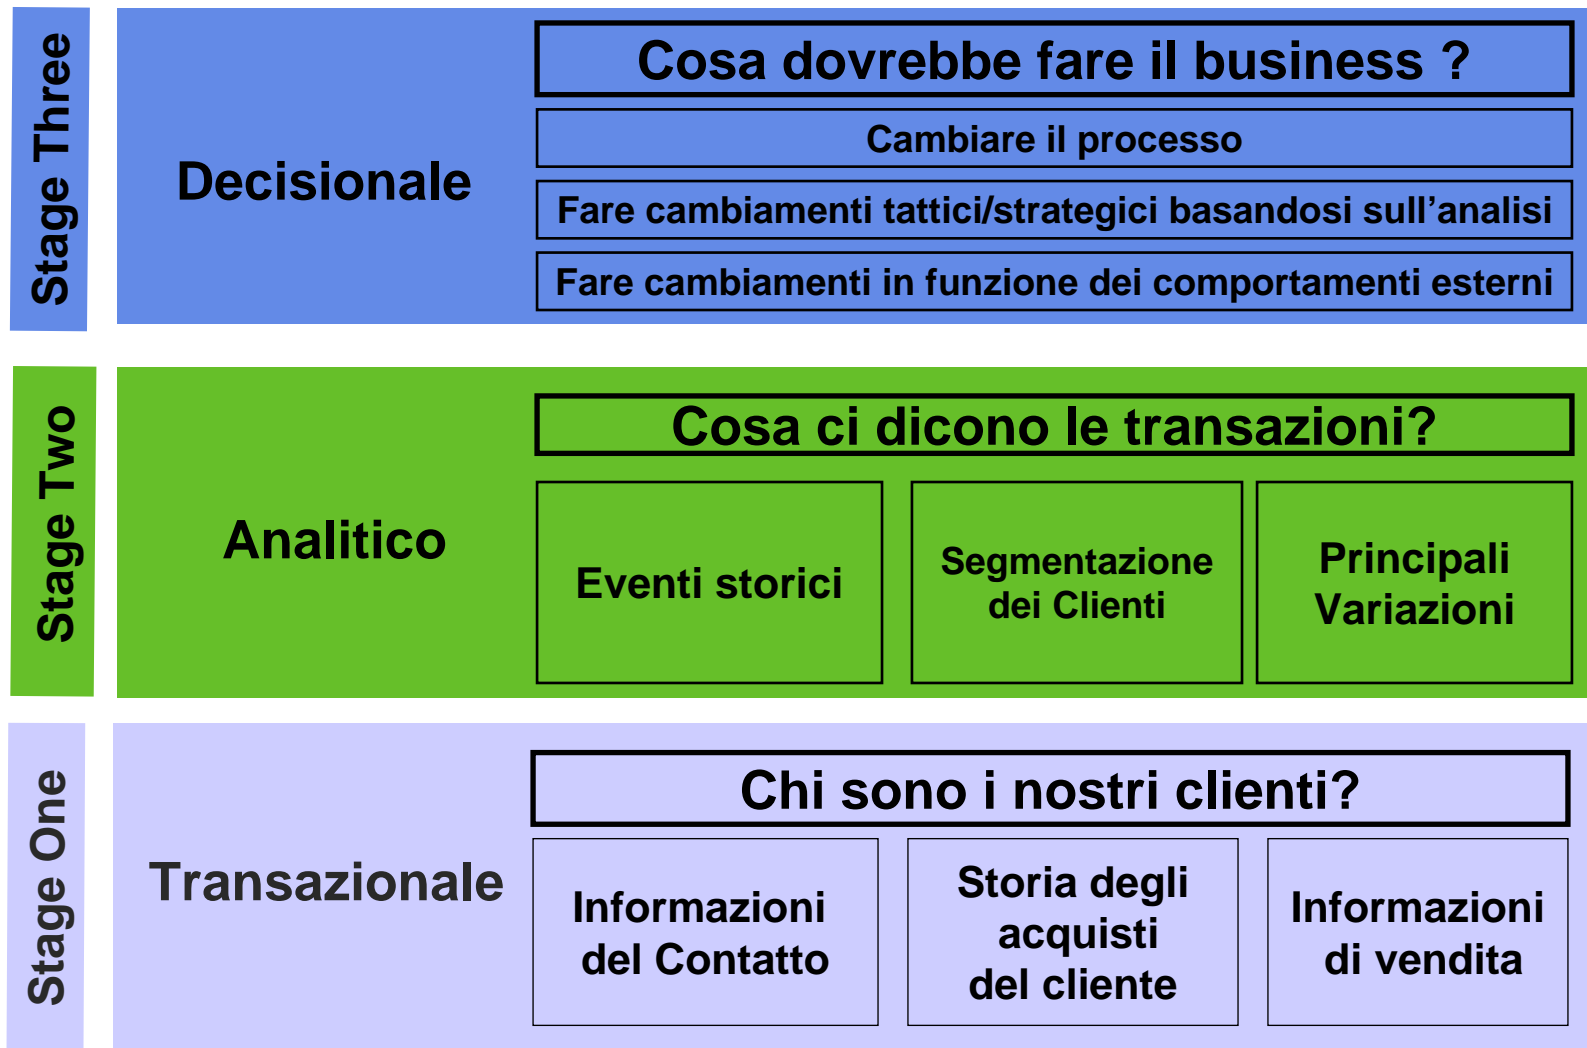 Stage Three
Decisionale
Cosa dovrebbe fare il business ?
Cambiare il processo
Fare cambiamenti tattici/strategici basandosi sull’analisi
Fare cambiamenti in funzione dei comportamenti esterni
Stage Two
Analitico
Cosa ci dicono le transazioni?
Eventi storici
Segmentazione
dei Clienti
Principali
Variazioni
Stage One
Transazionale
Chi sono i nostri clienti?
Informazioni
del Contatto
Storia degli
acquisti
del cliente
Informazioni
di vendita